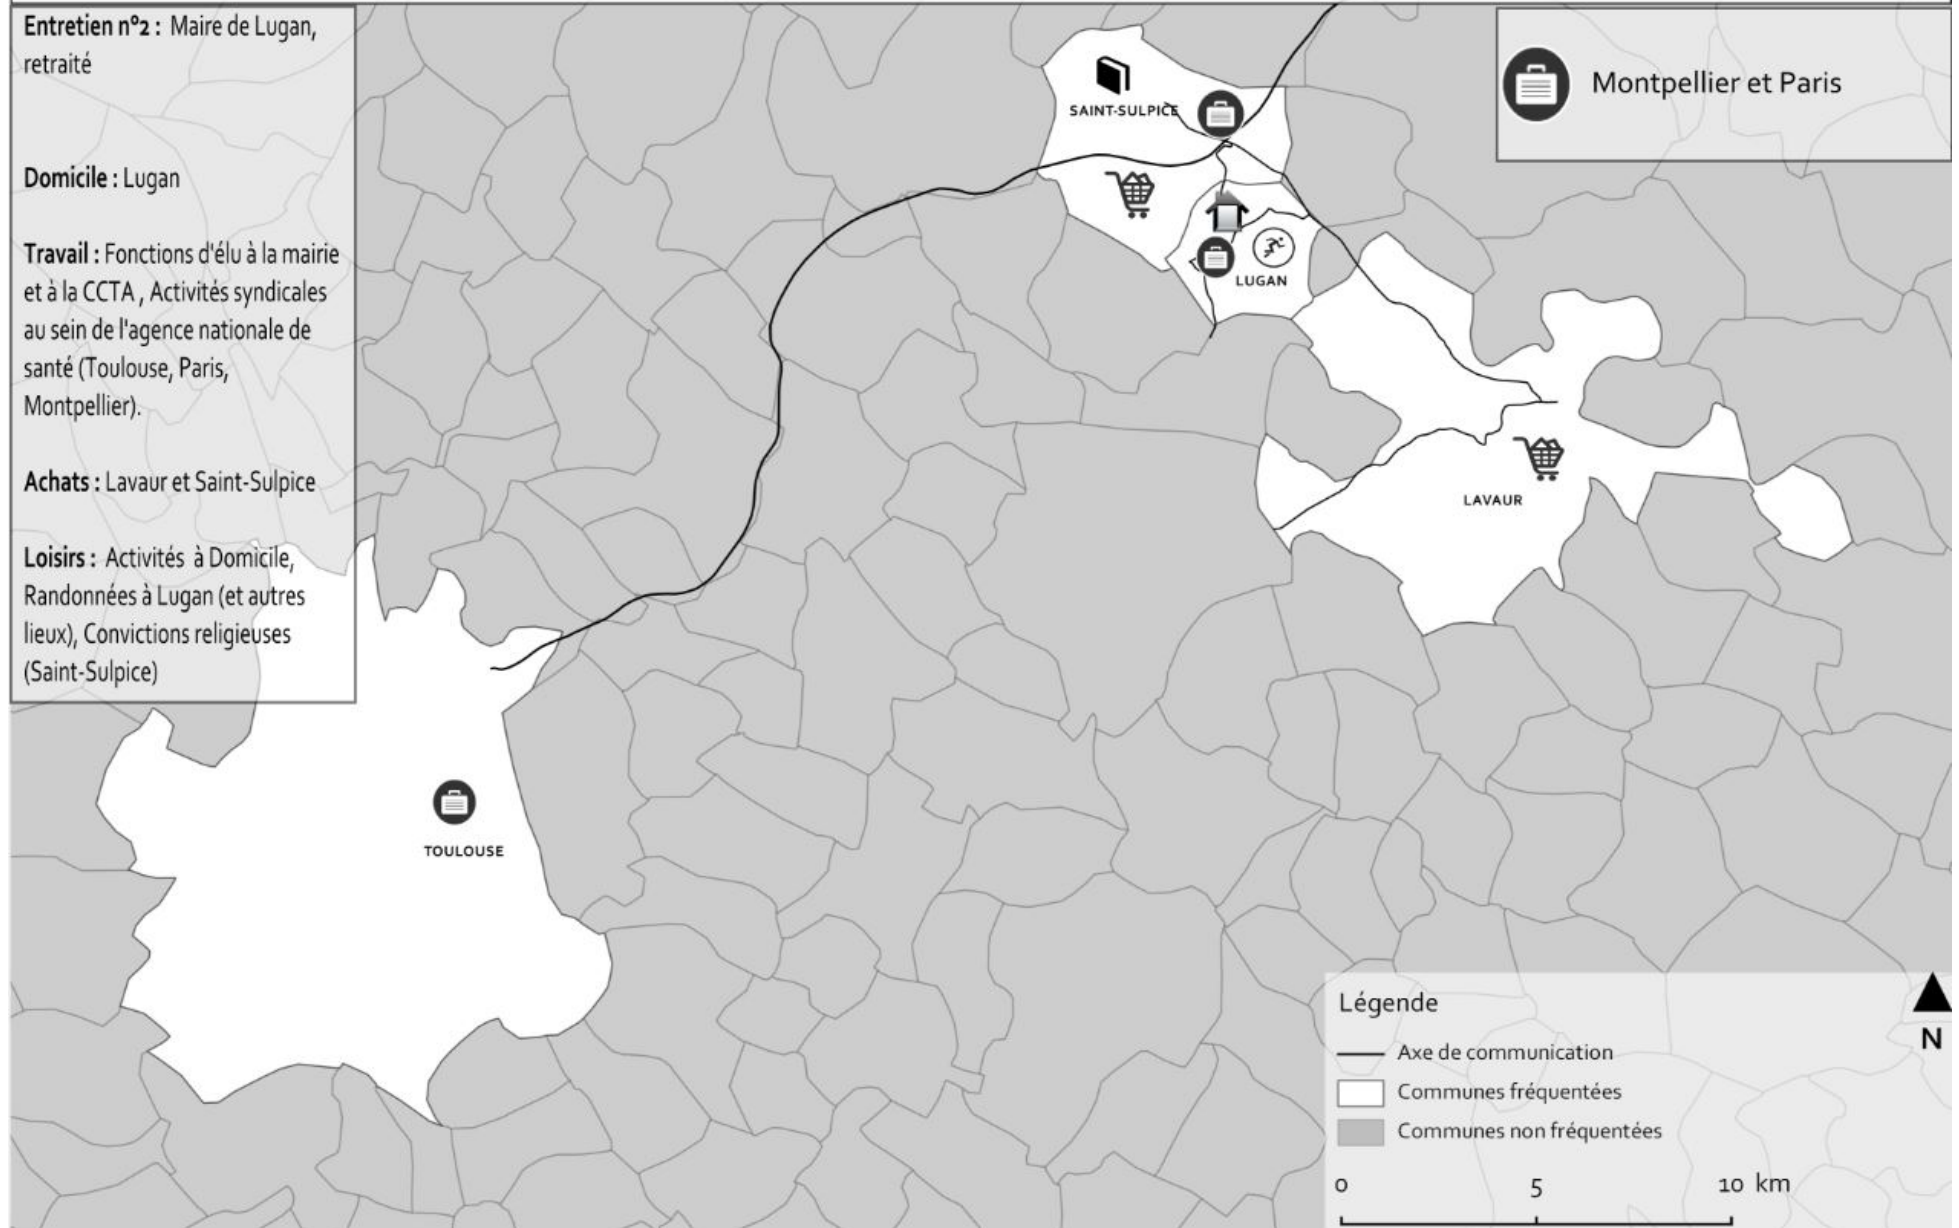 Entretien n°2 : Maire de Lugan,
retraité
Domicile : Lugan
Travail : Fonctions d'élu à la mairie
et à la CCTA , Activités syndicales
au sein de l'agence nationale de
santé (Toulouse, Paris,
Montpellier).
Achats : Lavaur et Saint-Sulpice
Loisirs : Activités à Domicile,
Randonnées à Lugan (et autres
lieux), Convictions religieuses
(Saint-Sulpice)
Montpellier et Paris
SAINT-SULPICE
LUGAN
LAVAUR
TOULOUSE
Légende
Axe de communication
Communes fréquentées
Communes non fréquentées
N
0 5 10 km